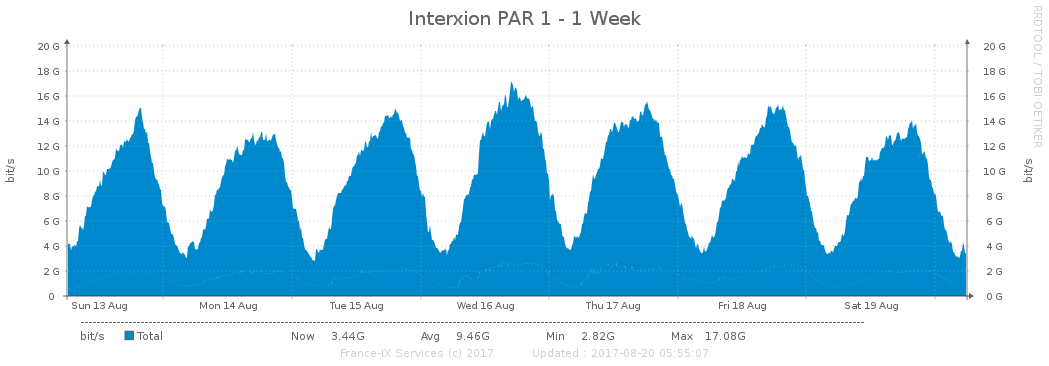 Interxion PAR 1 - 1 Week
RRDTOOL / TOBI OETIKER
20 G 20 G
18 G 18 G
16 G 16 G
14 G 14 G
12 G 12 G
10 G 10 G
8 G 8 G
6 G 6 G
4 G 4 G
2 G 2 G
0 0 G
bit/s
bit/s
Sun 13 Aug Mon 14 Aug Tue 15 Aug Wed 16 Aug Thu 17 Aug Fri 18 Aug Sat 19 Aug
bit/s Total Now 3.44G Avg 9.46G Min 2.82G Max 17.08G
France-IX Services (c) 2017 Updated : 2017-08-20 05:55:07